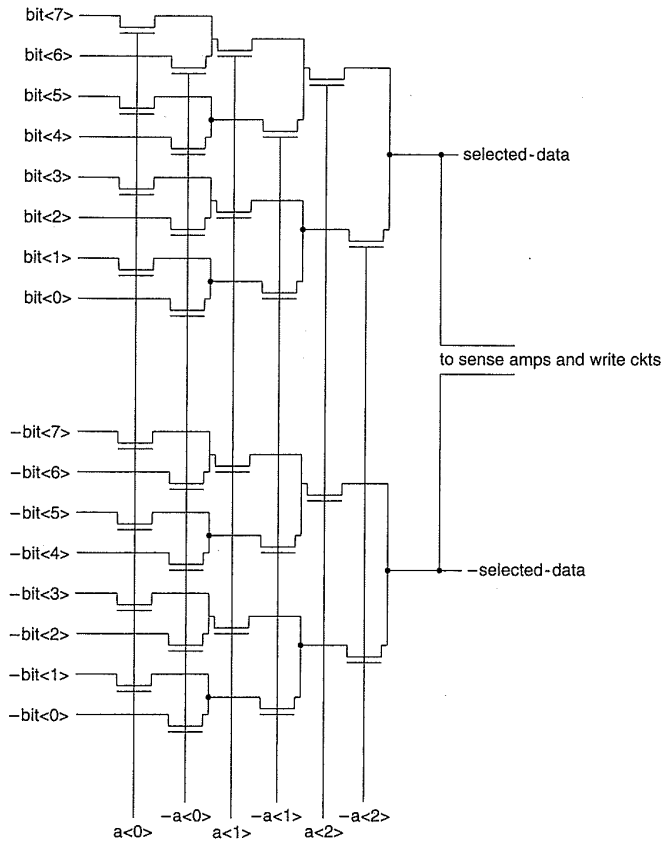 bit<7>
bit<6>
bit<5>
bit<4>
selected-data
bit<3>
bit<2>
bit<1>
bit<0>
to sense amps and write ckts
-bit<7>
-bit<6>
-bit<5>
-bit<4>
-selected-data
-bit<3>
-bit<2>
-bit<1>
-bit<0>
-a<0> -a<1> -a<2>
a<0> a<1> a<2>